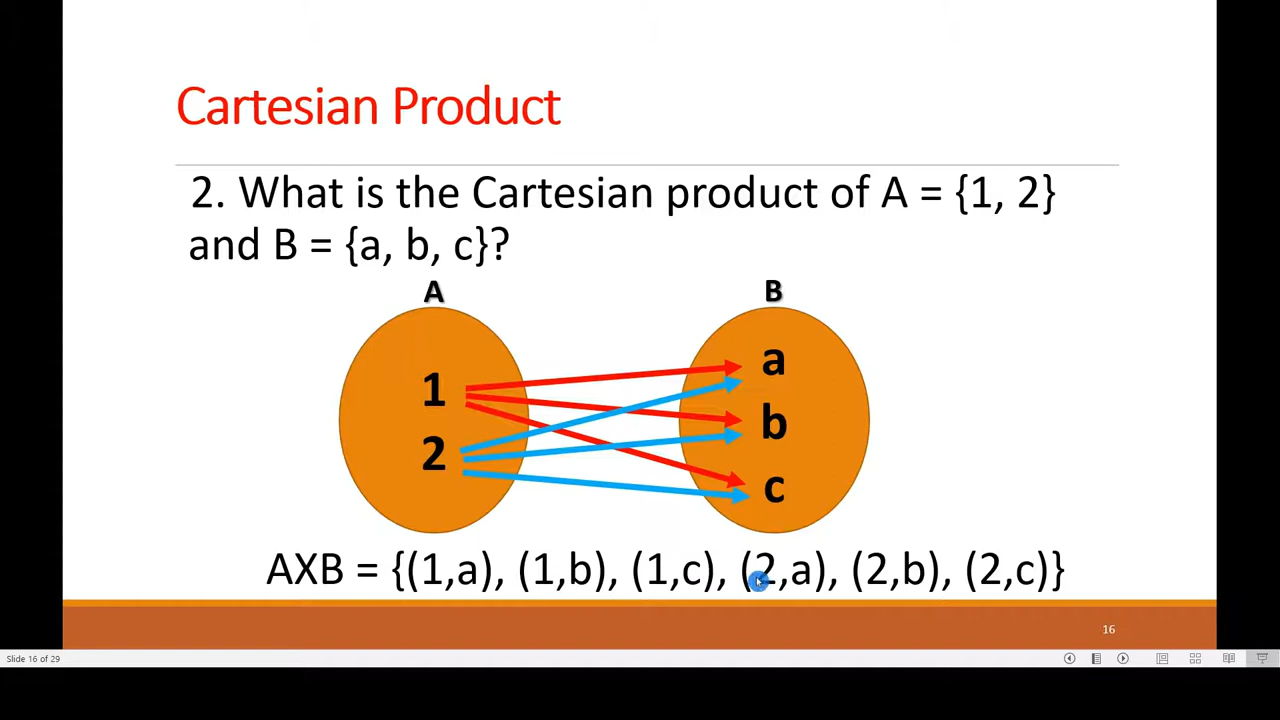 Cartesian Product
2. What is the Cartesian product of A = {1, 2}
and B = {a, b, c}?
A
B
1
2
a
b
c
AXB = {(1,a), (1,b), (1,c), (2,a), (2,b), (2,c)}
16
Slide 16 of 29